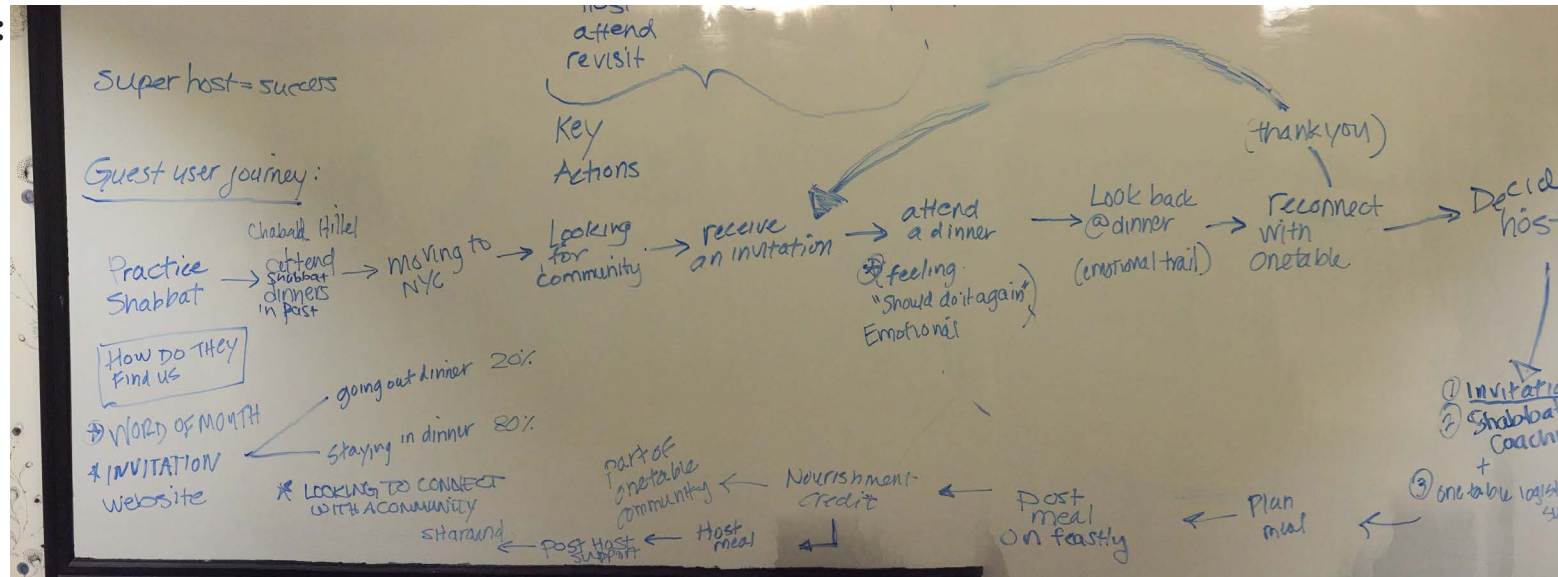 :
attend
revisit
Super host = success
Key
Actions
(thank you)
Guest user journey:
Practice
Shabbat
Chabad Hillel
attend
Shabbat
dinners
in past
moving to
NYC
Looking
for
community
receive
an invitation
attend
a dinner
feeling
"Should do it again"
Emotional
Look back
@dinner
(emotional trail)
reconnect
with
onetable
Decid
hos
HOW DO THEY
Find us
WORD OF MOUTH
* INVITATION
website
going out dinner 20%
Staying in dinner 80%
* LOOKING TO CONNECT
WITH A COMMUNITY
① Invitatio
② Shabbat
Coachi
+
③ onetable logist
Plan
meal
post
meal
on feastly
Nourishment
credit
part of
onetable
community
Host
meal
post Host
support